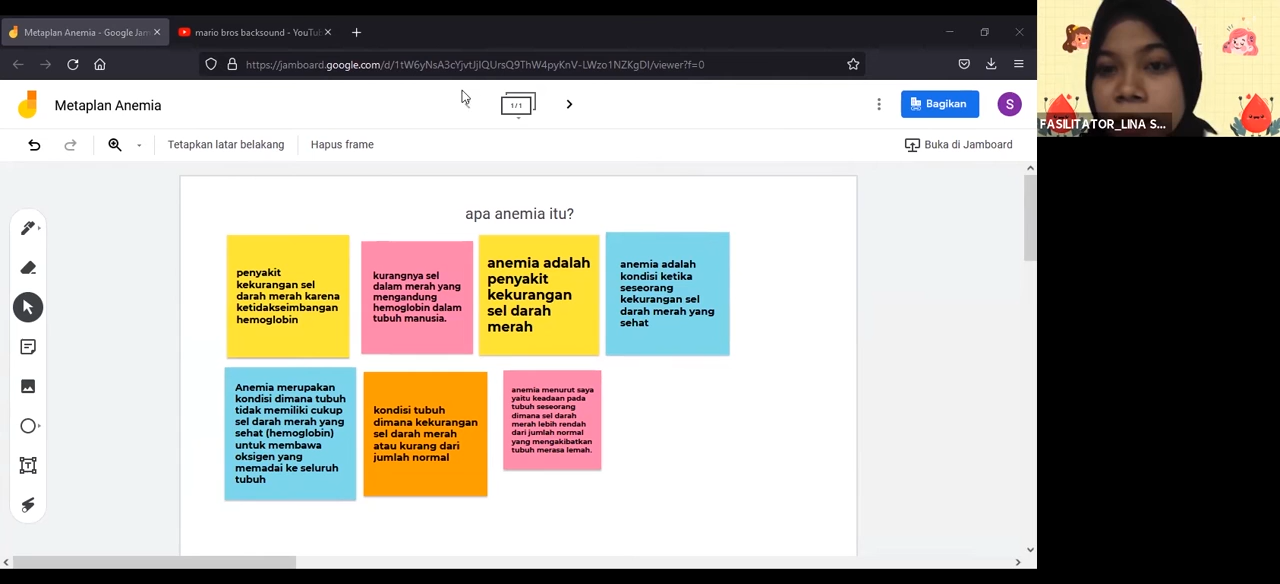 Metaplan Anemia - Google Jam
mario bros backsound - YouTu
https://jamboard.google.com/d/1tW6yNsA3cYjvtJjIQUrsQ9ThW4pyKnV-LWzo1NZKgDI/viewer?f=0
Metaplan Anemia
1/1
Bagikan
S
Tetapkan latar belakang
Hapus frame
Buka di Jamboard
FASILITATOR_LINA S...
apa anemia itu?
penyakit
kekurangan sel
darah merah karena
ketidakseimbangan
hemoglobin
kurangnya sel
dalam merah yang
mengandung
hemoglobin dalam
tubuh manusia.
anemia adalah
penyakit
kekurangan
sel darah
merah
anemia adalah
kondisi ketika
seseorang
kekurangan sel
darah merah yang
sehat
Anemia merupakan
kondisi dimana tubuh
tidak memiliki cukup
sel darah merah yang
sehat (hemoglobin)
untuk membawa
oksigen yang
memadai ke seluruh
tubuh
kondisi tubuh
dimana kekurangan
sel darah merah
atau kurang dari
jumlah normal
anemia menurut saya
yaitu keadaan pada
tubuh seseorang
dimana sel darah
merah lebih rendah
dari jumlah normal
yang mengakibatkan
tubuh merasa lemah.